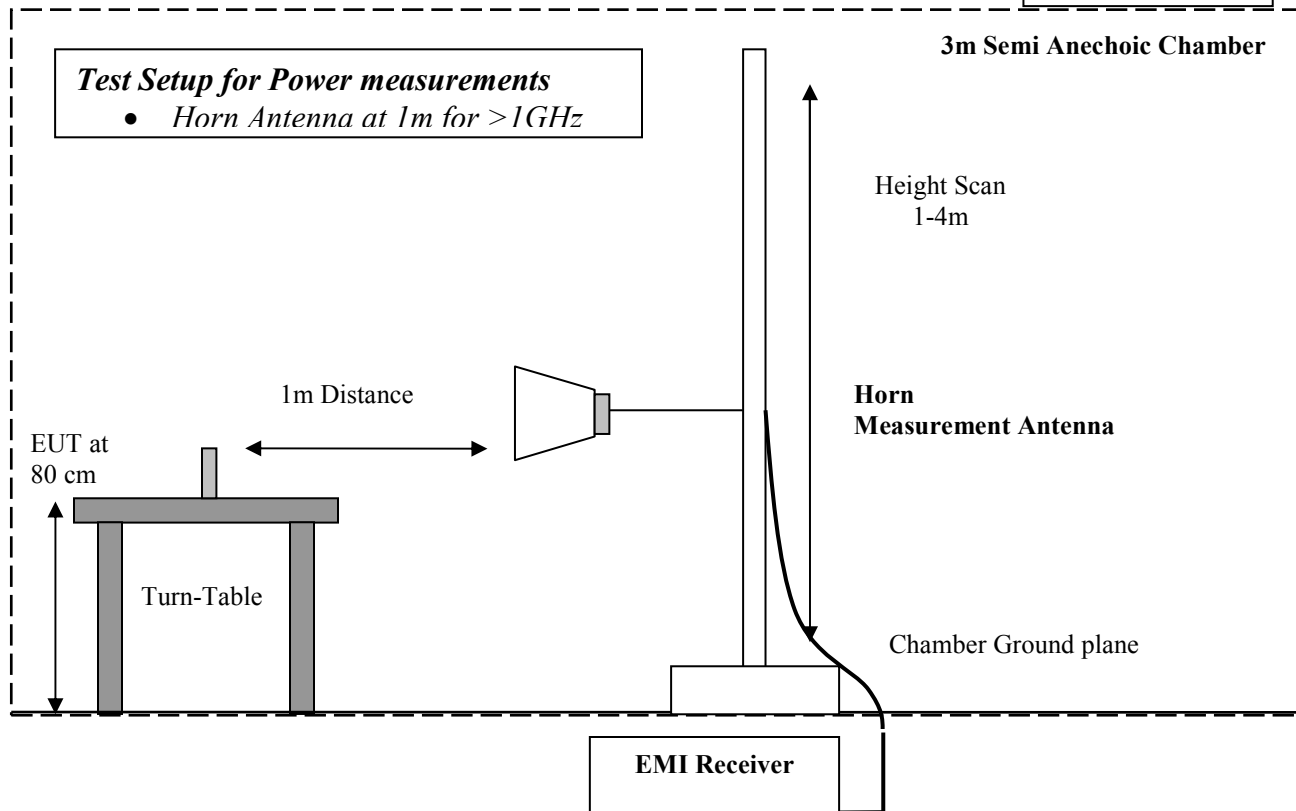 3m Semi Anechoic Chamber
Test Setup for Power measurements
• Horn Antenna at 1m for >1GHz
Height Scan
1-4m
1m Distance
Horn
Measurement Antenna
EUT at
80 cm
Turn-Table
Chamber Ground plane
EMI Receiver